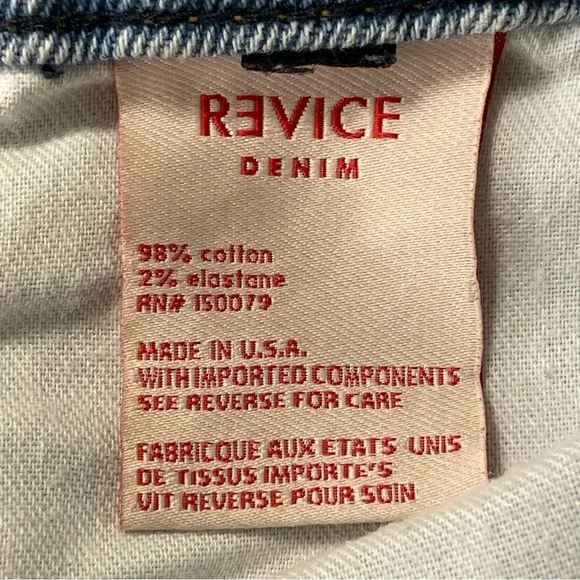 RƎVICE
DENIM
98% cotton
2% elastane
RN# 150079
MADE IN U.S.A.
WITH IMPORTED COMPONENTS
SEE REVERSE FOR CARE
FABRICQUE AUX ETATS UNIS
DE TISSUS IMPORTE'S
VIT REVERSE POUR SOIN